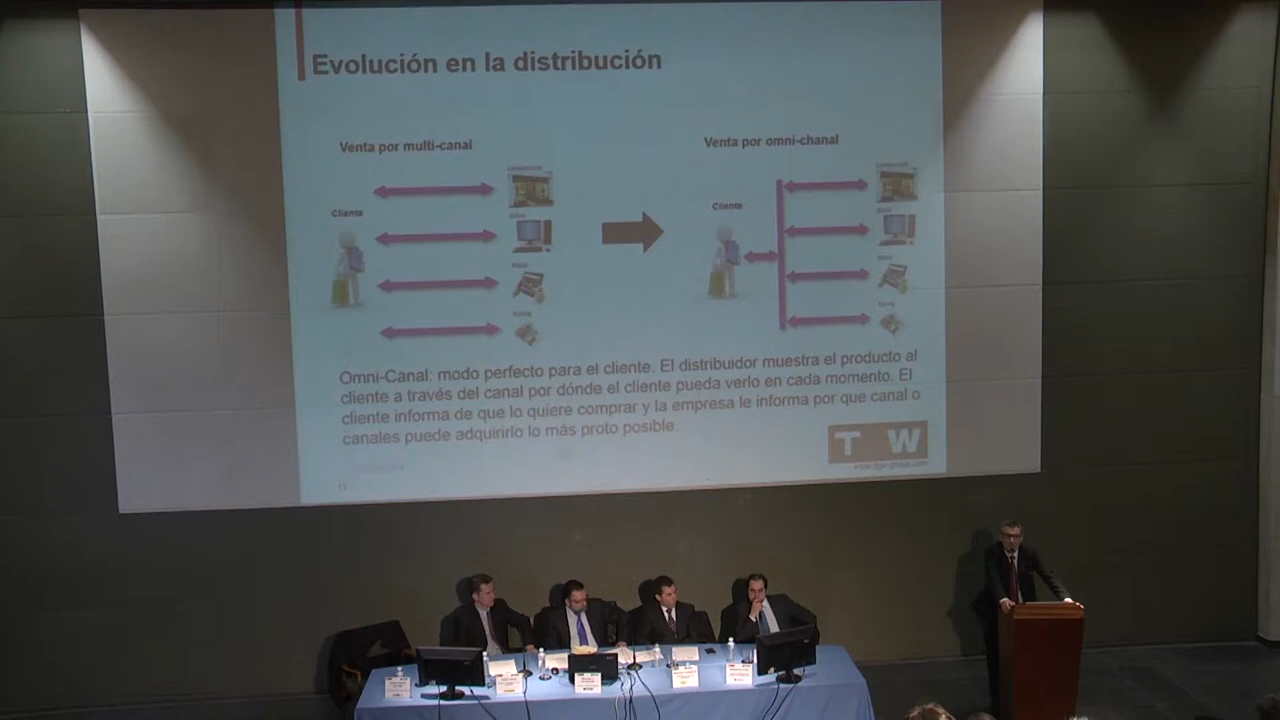 Evolución en la distribución
Venta por multi-canal
Venta por omni-chanal
Cliente
Cliente
Omni-Canal: modo perfecto para el cliente. El distribuidor muestra el producto al
cliente a través del canal por dónde el cliente pueda verlo en cada momento. El
cliente informa de que lo quiere comprar y la empresa le informa por que canal o
canales puede adquirirlo lo más proto posible.
T W
11